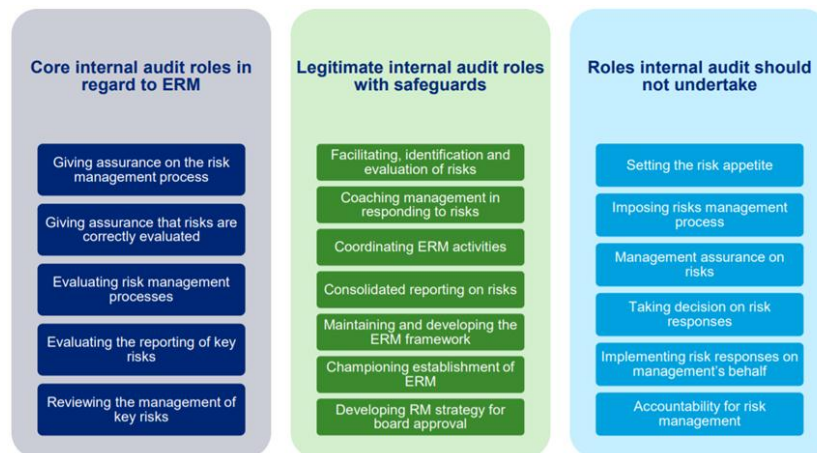 Core internal audit roles in
regard to ERM
Giving assurance on the risk
management process
Giving assurance that risks are
correctly evaluated
Evaluating risk management
processes
Evaluating the reporting of key
risks
Reviewing the management of
key risks
Legitimate internal audit roles
with safeguards
Facilitating, identification and
evaluation of risks
Coaching management in
responding to risks
Coordinating ERM activities
Consolidated reporting on risks
Maintaining and developing the
ERM framework
Championing establishment of
ERM
Developing RM strategy for
board approval
Roles internal audit should
not undertake
Setting the risk appetite
Imposing risks management
process
Management assurance on
risks
Taking decision on risk
responses
Implementing risk responses on
management's behalf
Accountability for risk
management